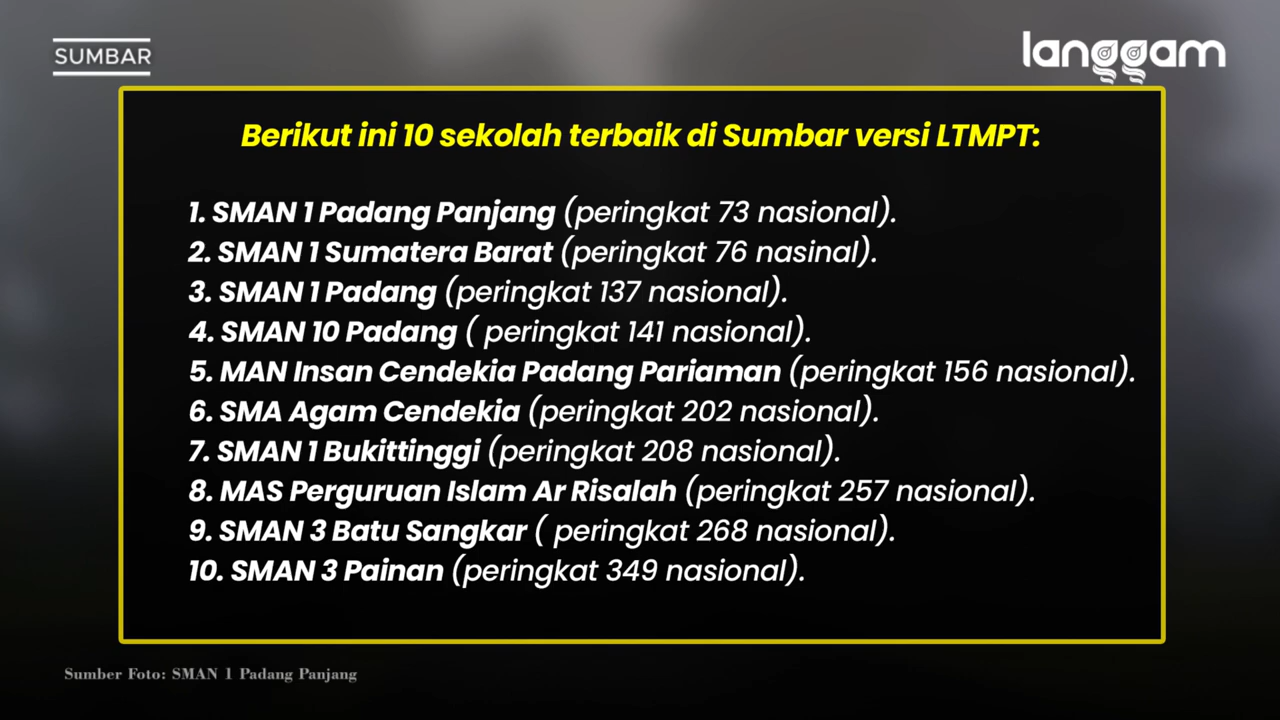 SUMBAR
langgam
Berikut ini 10 sekolah terbaik di Sumbar versi LTMPT:
1. SMAN 1 Padang Panjang (peringkat 73 nasional).
2. SMAN 1 Sumatera Barat (peringkat 76 nasinal).
3. SMAN 1 Padang (peringkat 137 nasional).
4. SMAN 10 Padang ( peringkat 141 nasional).
5. MAN Insan Cendekia Padang Pariaman (peringkat 156 nasional).
6. SMA Agam Cendekia (peringkat 202 nasional).
7. SMAN 1 Bukittinggi (peringkat 208 nasional).
8. MAS Perguruan Islam Ar Risalah (peringkat 257 nasional).
9. SMAN 3 Batu Sangkar ( peringkat 268 nasional).
10. SMAN 3 Painan (peringkat 349 nasional).
Sumber Foto: SMAN 1 Padang Panjang